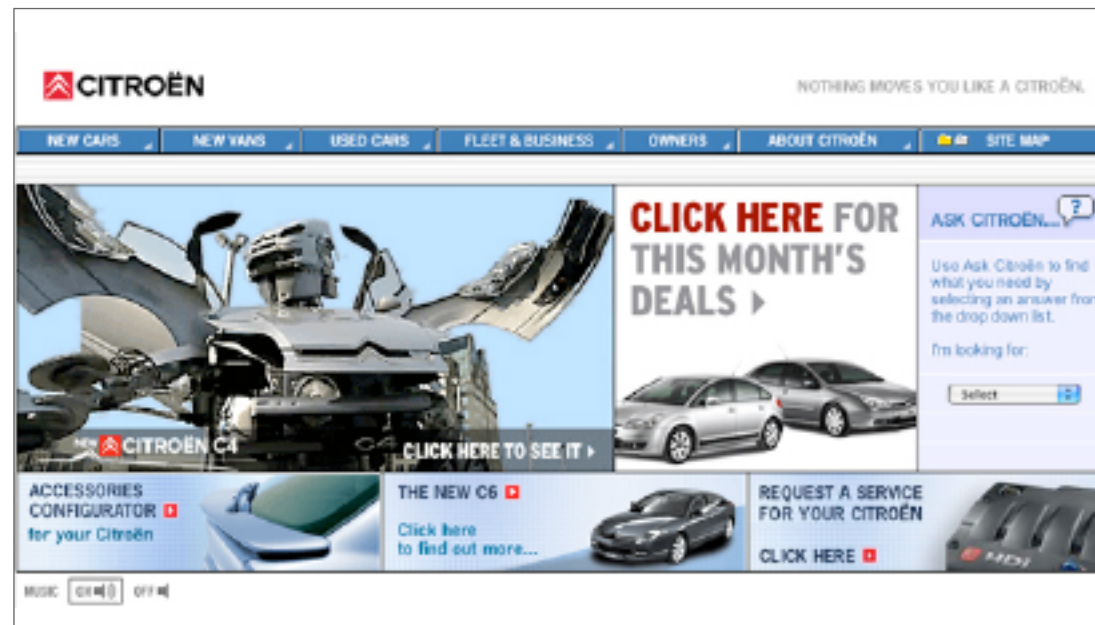 CITROËN
NOTHING MOVES YOU LIKE A CITROËN.
NEW CARS
NEW VANS
USED CARS
FLEET & BUSINESS
OWNERS
ABOUT CITROËN
SITE MAP
CLICK HERE FOR
THIS MONTH'S
DEALS
ASK CITROËN...
?
Use Ask Citroën to find
what you need by
selecting an answer from
the drop down list.
I'm looking for:
Select
NEW CITROËN C4
C4
CLICK HERE TO SEE IT
ACCESSORIES
CONFIGURATOR
for your Citroën
THE NEW C6
Click here
to find out more...
REQUEST A SERVICE
FOR YOUR CITROËN
CLICK HERE
HDi
MUSIC ON OFF